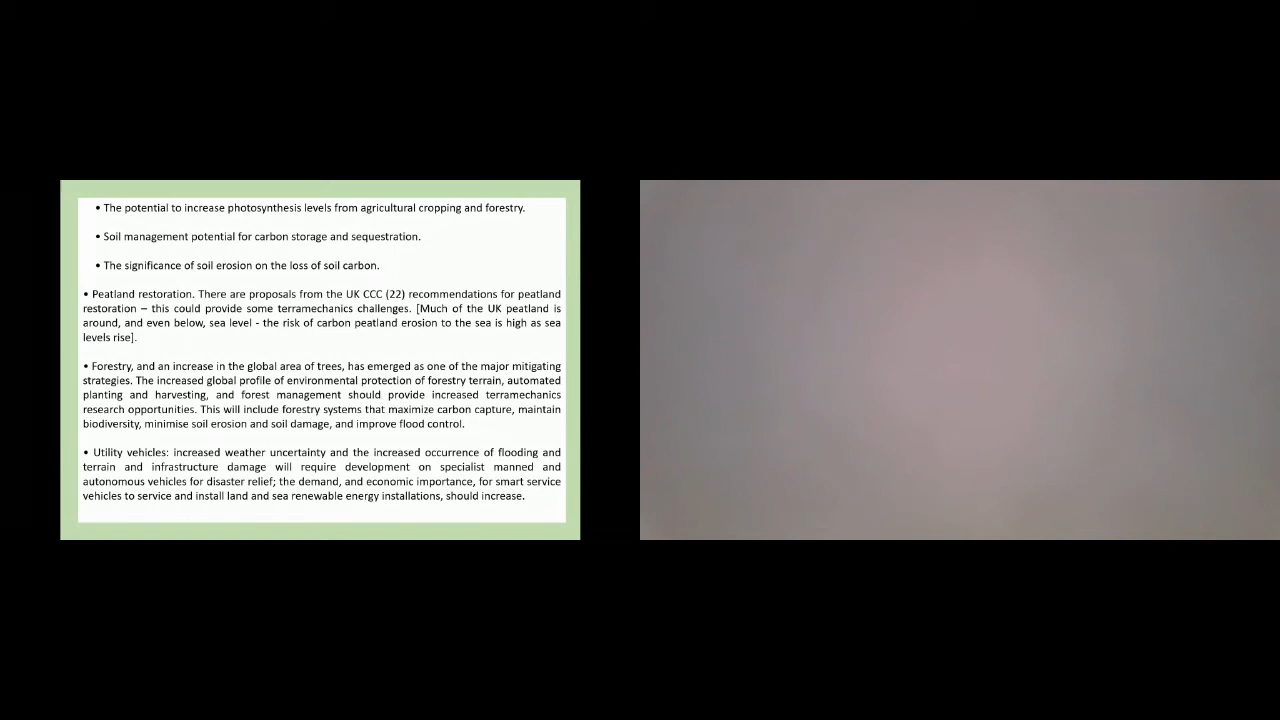 • The potential to increase photosynthesis levels from agricultural cropping and forestry.
• Soil management potential for carbon storage and sequestration.
• The significance of soil erosion on the loss of soil carbon.
• Peatland restoration. There are proposals from the UK CCC (22) recommendations for peatland
restoration – this could provide some terramechanics challenges. [Much of the UK peatland is
around, and even below, sea level - the risk of carbon peatland erosion to the sea is high as sea
levels rise].
• Forestry, and an increase in the global area of trees, has emerged as one of the major mitigating
strategies. The increased global profile of environmental protection of forestry terrain, automated
planting and harvesting, and forest management should provide increased terramechanics
research opportunities. This will include forestry systems that maximize carbon capture, maintain
biodiversity, minimise soil erosion and soil damage, and improve flood control.
• Utility vehicles: increased weather uncertainty and the increased occurrence of flooding and
terrain and infrastructure damage will require development on specialist manned and
autonomous vehicles for disaster relief; the demand, and economic importance, for smart service
vehicles to service and install land and sea renewable energy installations, should increase.